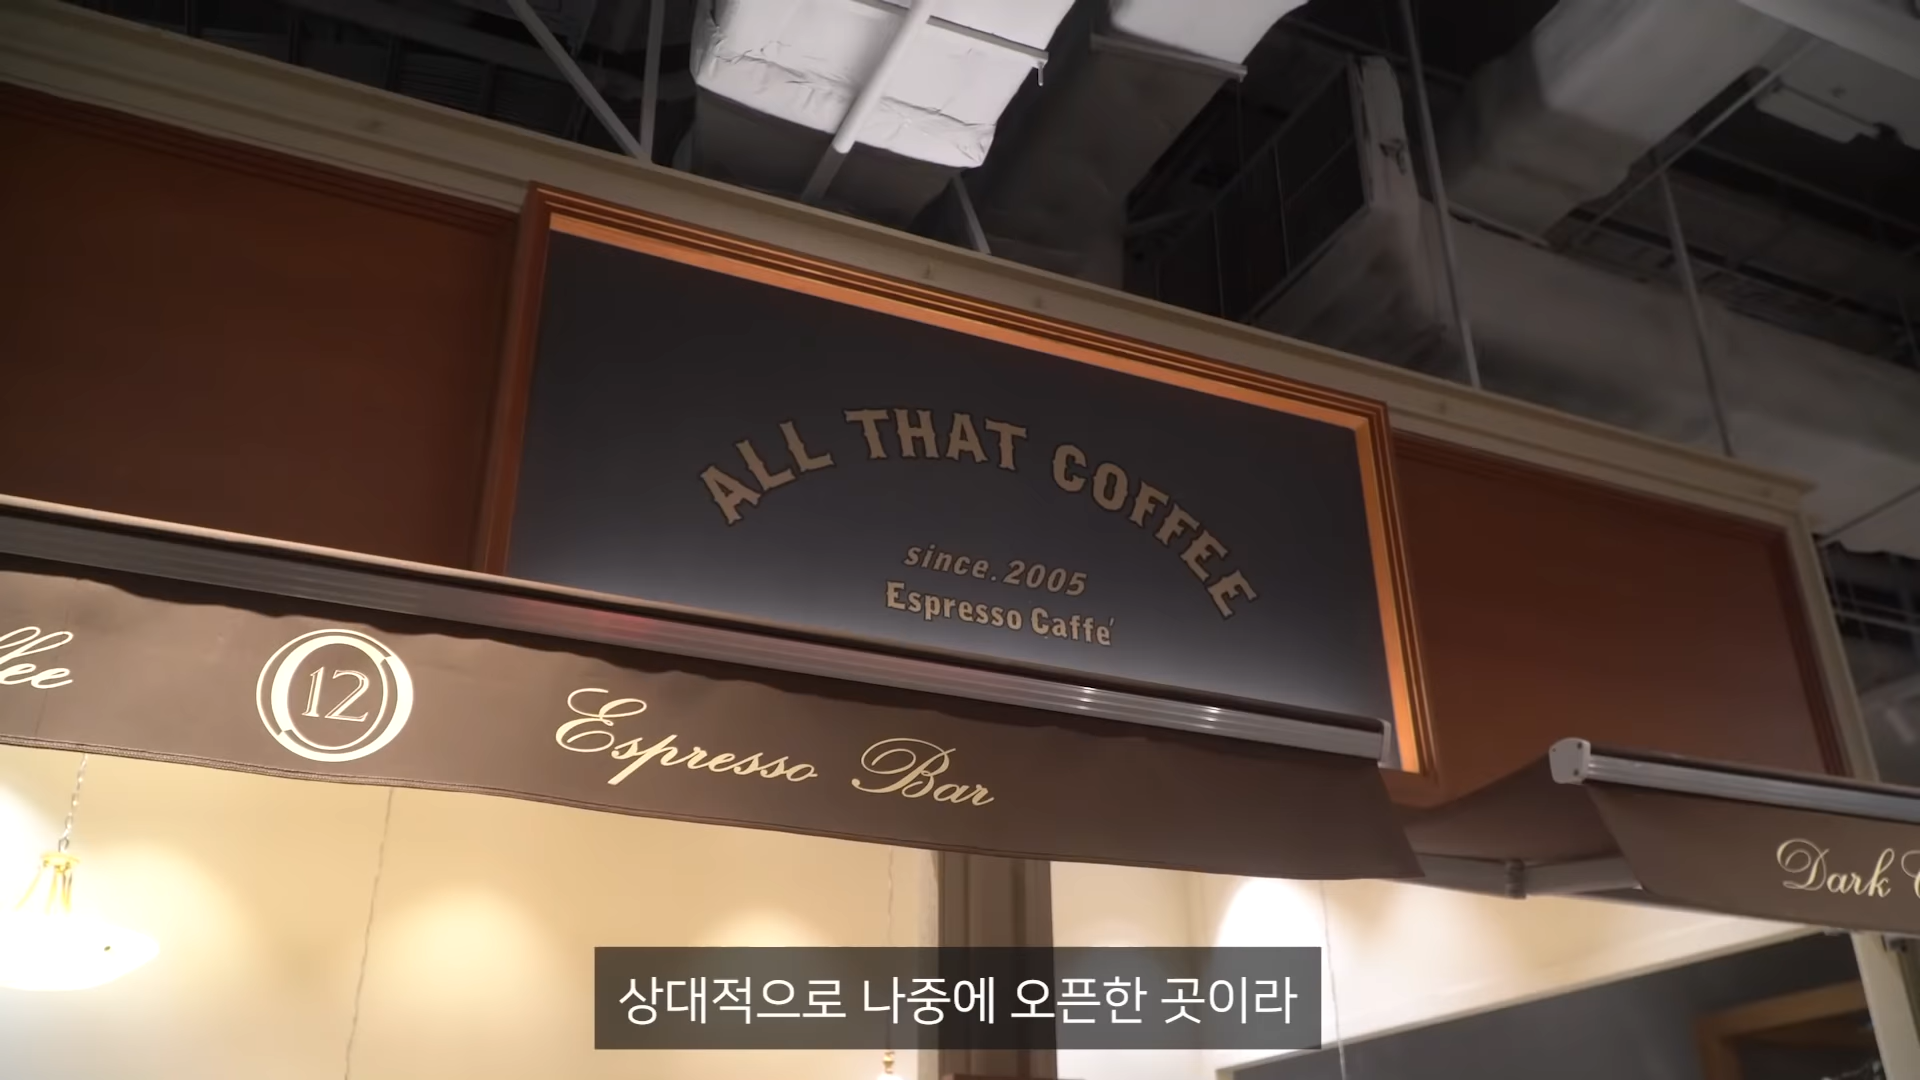 ALL THAT COFFEE
since.2005
Espresso Caffe'
12
Espresso Bar
Dark
상대적으로 나중에 오픈한 곳이라